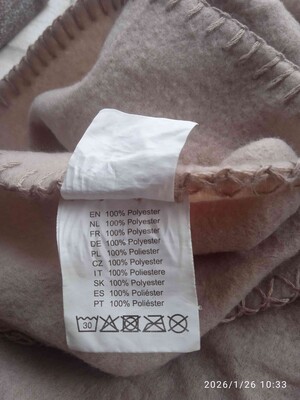 EN 100% Polyester
NL 100% Polyester
FR 100% Polyester
DE 100% Polyester
PL 100% Poliester
CZ 100% Polyester
IT 100% Poliestere
SK 100% Polyester
ES 100% Poliéster
PT 100% Poliéster
30
2026/1/26 10:33